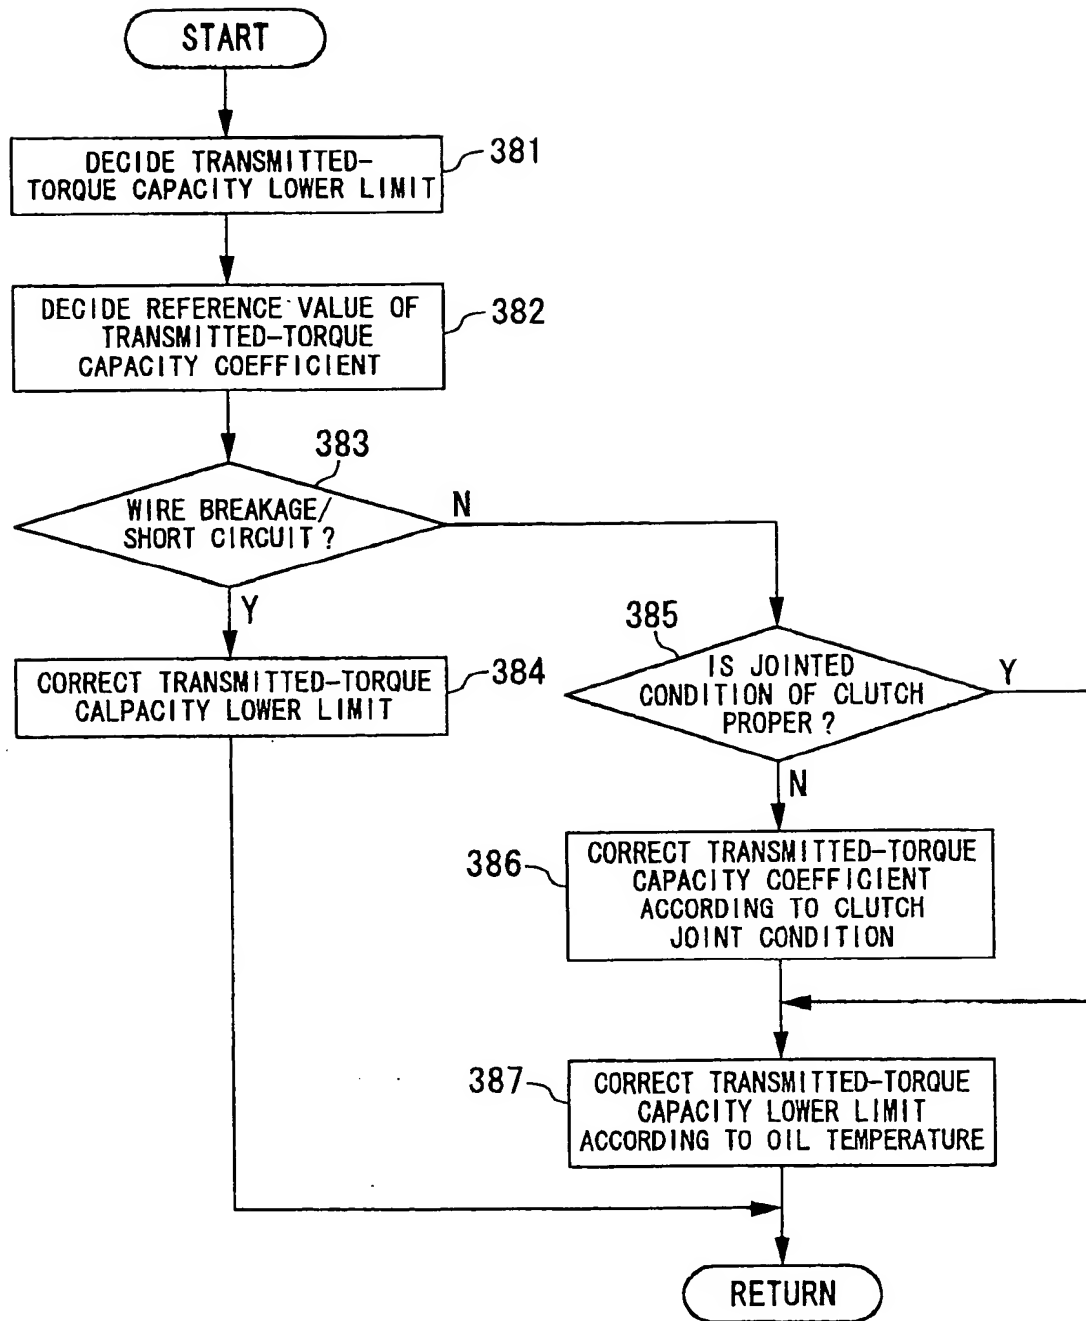 START
DECIDE TRANSMITTED-
TORQUE CAPACITY LOWER LIMIT
381
DECIDE REFERENCE VALUE OF
TRANSMITTED-TORQUE
CAPACITY COEFFICIENT
382
383
WIRE BREAKAGE/
SHORT CIRCUIT?
N
Y
CORRECT TRANSMITTED-TORQUE
CALPACITY LOWER LIMIT
384
385
IS JOINTED
CONDITION OF CLUTCH
PROPER?
Y
N
386
CORRECT TRANSMITTED-TORQUE
CAPACITY COEFFICIENT
ACCORDING TO CLUTCH
JOINT CONDITION
387
CORRECT TRANSMITTED-TORQUE
CAPACITY LOWER LIMIT
ACCORDING TO OIL TEMPERATURE
RETURN